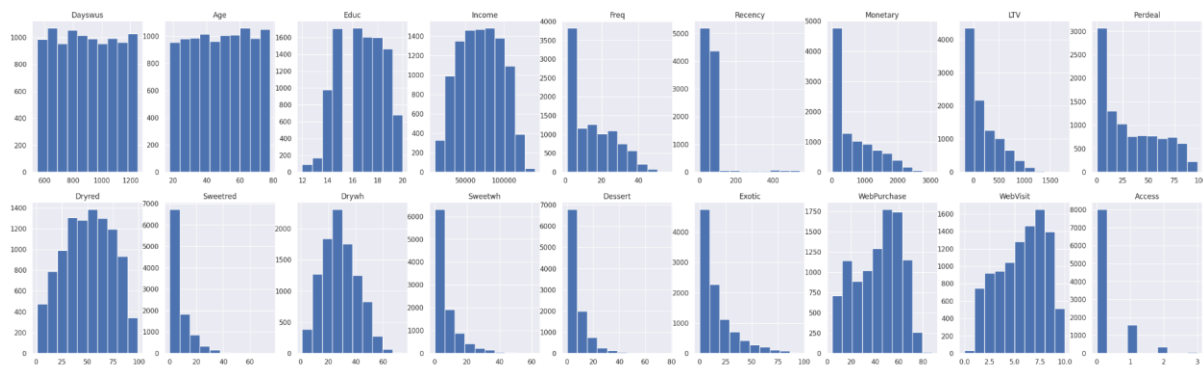 Dayswus Age Educ Income Freq Recency Monetary LTV Perdeal
1000 800 600 400 200 0
600 800 1000 1200
1000 800 600 400 200 0
20 40 60 80
1600 1400 1200 1000 800 600 400 200 0
12 14 16 18 20
1400 1200 1000 800 600 400 200 0
50000 100000
4000 3500 3000 2500 2000 1500 1000 500 0
0 20 40
5000 4000 3000 2000 1000 0
0 200 400
5000 4000 3000 2000 1000 0
0 1000 2000 3000
4000 3000 2000 1000 0
0 500 1000 1500
3000 2500 2000 1500 1000 500 0
0 25 50 75 100
Dryred Sweetred Drywh Sweetwh Dessert Exotic WebPurchase WebVisit Access
1400 1200 1000 800 600 400 200 0
0 25 50 75 100
7000 6000 5000 4000 3000 2000 1000 0
0 20 40 60
2000 1500 1000 500 0
0 20 40 60
6000 5000 4000 3000 2000 1000 0
0 20 40 60
7000 6000 5000 4000 3000 2000 1000 0
0 20 40 60 80
4000 3000 2000 1000 0
0 25 50 75 100
1750 1500 1250 1000 750 500 250 0
0 20 40 60 80
1600 1400 1200 1000 800 600 400 200 0
0.0 2.5 5.0 7.5 10.0
8000 7000 6000 5000 4000 3000 2000 1000 0
0 1 2 3